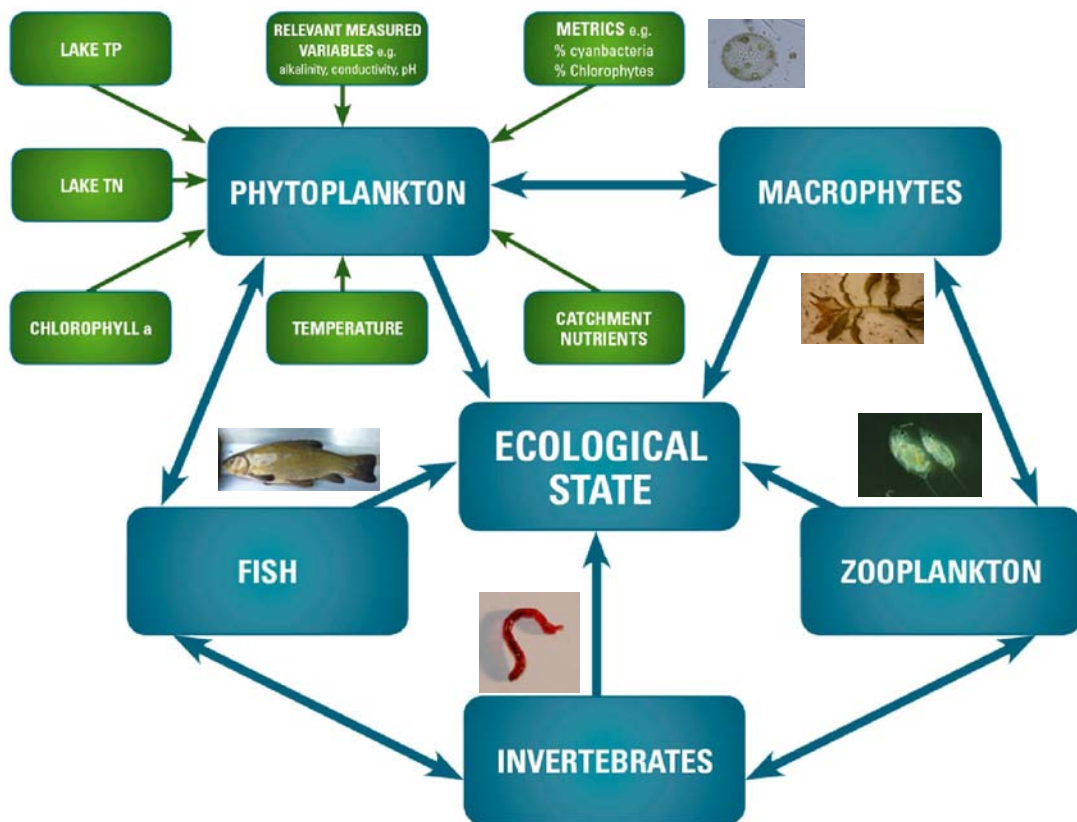 LAKE TP
RELEVANT MEASURED
VARIABLES e.g.
alkalinity, conductivity, pH
METRICS e.g.
% cyanbacteria
% Chlorophytes
LAKE TN
PHYTOPLANKTON
MACROPHYTES
CHLOROPHYLL a
TEMPERATURE
CATCHMENT
NUTRIENTS
ECOLOGICAL
STATE
FISH
ZOOPLANKTON
INVERTEBRATES